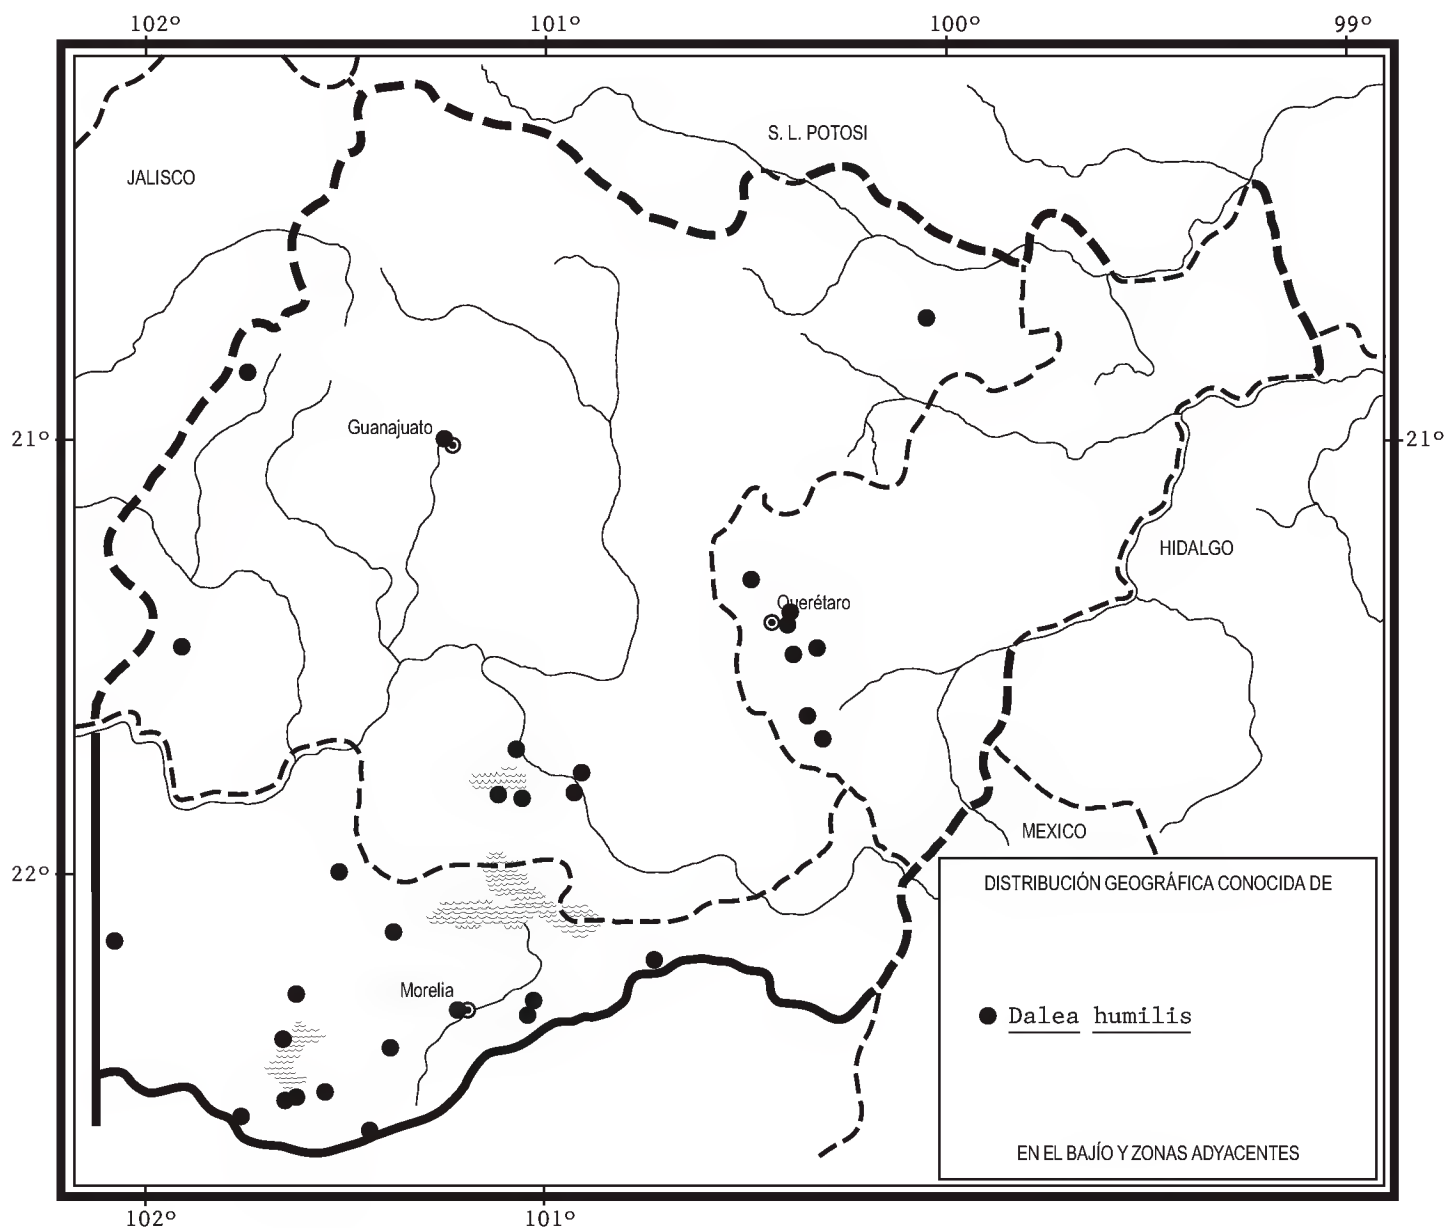 102º 101º 100º 99º
S. L. POTOSI
JALISCO
Guanajuato
21º 21º
HIDALGO
Querétaro
MEXICO
22º
DISTRIBUCIÓN GEOGRÁFICA CONOCIDA DE
Morelia
Dalea humilis
EN EL BAJÍO Y ZONAS ADYACENTES
102º 101º